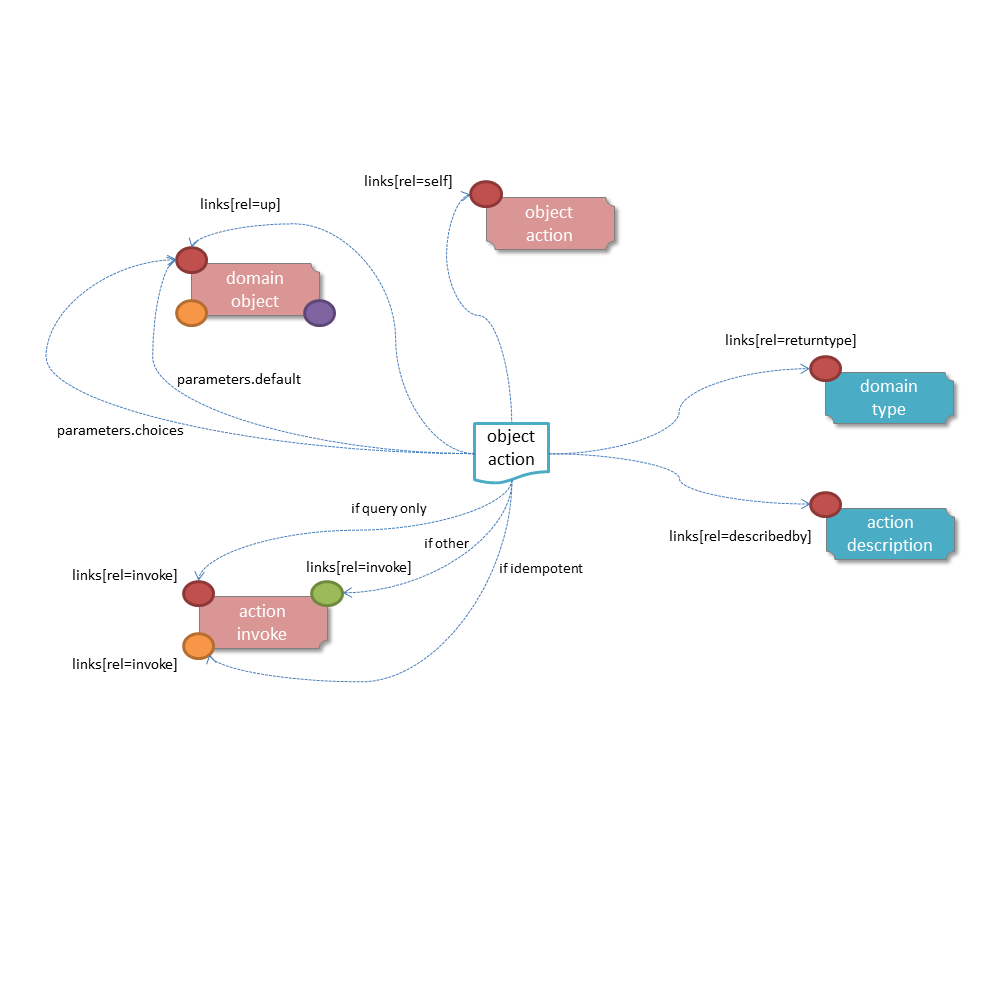 links[rel=self]
object
action
links[rel=up]
domain
object
links[rel=returntype]
domain
type
parameters.default
parameters.choices
object
action
if query only
action
description
links[rel=describedby]
if other
links[rel=invoke]
if idempotent
links[rel=invoke]
action
invoke
links[rel=invoke]